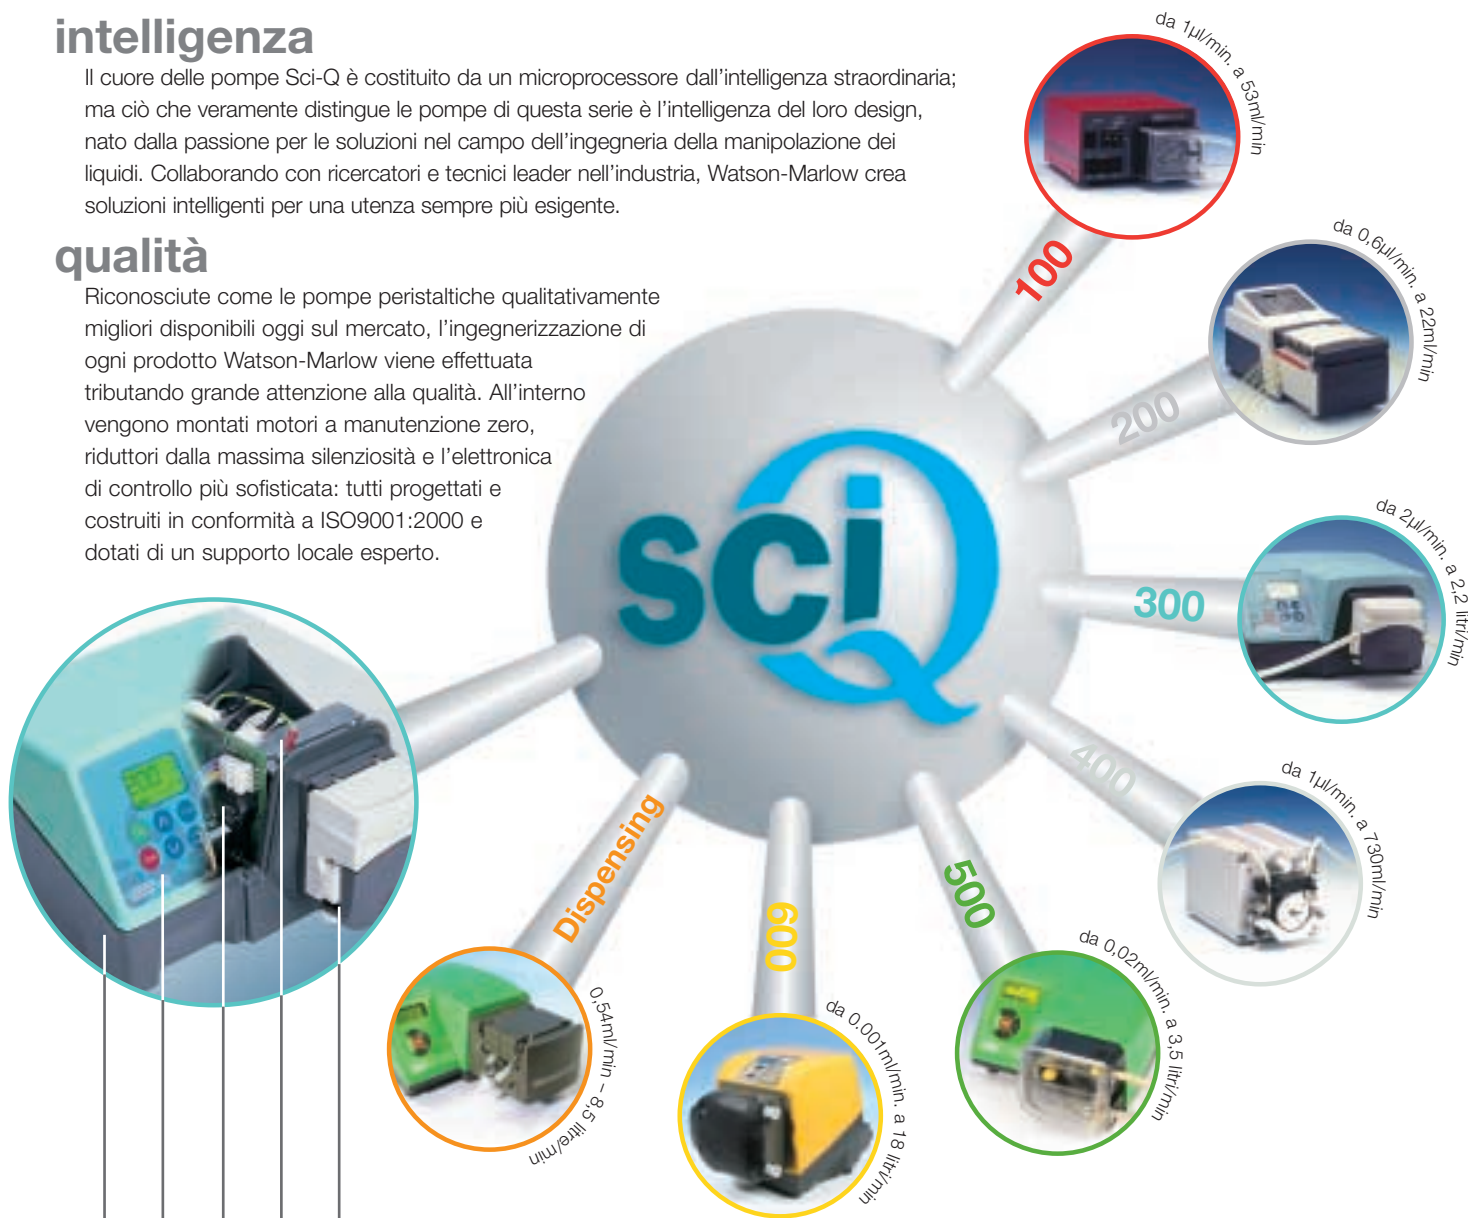 intelligenza
Il cuore delle pompe Sci-Q è costituito da un microprocessore dall'intelligenza straordinaria;
ma ciò che veramente distingue le pompe di questa serie è l'intelligenza del loro design,
nato dalla passione per le soluzioni nel campo dell'ingegneria della manipolazione dei
liquidi. Collaborando con ricercatori e tecnici leader nell'industria, Watson-Marlow crea
soluzioni intelligenti per una utenza sempre più esigente.
qualità
Riconosciute come le pompe peristaltiche qualitativamente
migliori disponibili oggi sul mercato, l'ingegnerizzazione di
ogni prodotto Watson-Marlow viene effettuata
tributando grande attenzione alla qualità. All'interno
vengono montati motori a manutenzione zero,
riduttori dalla massima silenziosità e l'elettronica
di controllo più sofisticata: tutti progettati e
costruiti in conformità a ISO9001:2000 e
dotati di un supporto locale esperto.
sciQ
da 1µl/min. a 53ml/min
100
da 0,6µl/min. a 22ml/min
200
da 2µl/min. a 2,2 litri/min
300
da 1µl/min. a 730ml/min
400
da 0,02ml/min. a 3,5 litri/min
500
da 0.001ml/min. a 18 litri/min
600
0,54ml/min – 8,5 litre/min
Dispensing